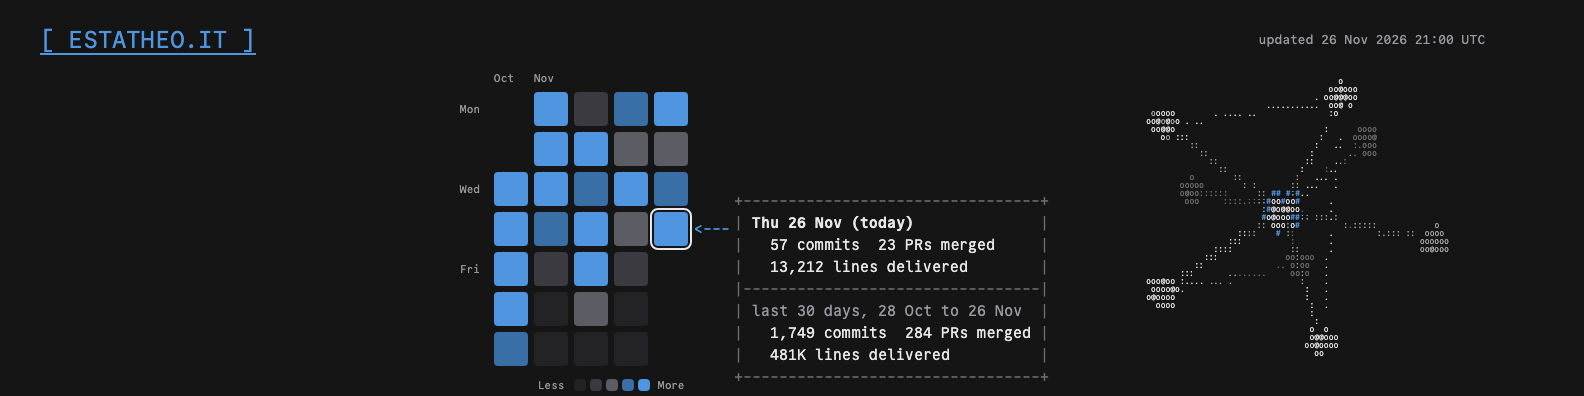 [ ESTATHEO.IT ]
updated 26 Nov 2026 21:00 UTC
Oct Nov
Mon
Wed
Thu 26 Nov (today)
57 commits 23 PRs merged
13,212 lines delivered
Fri
last 30 days, 28 Oct to 26 Nov
1,749 commits 284 PRs merged
481K lines delivered
Less More